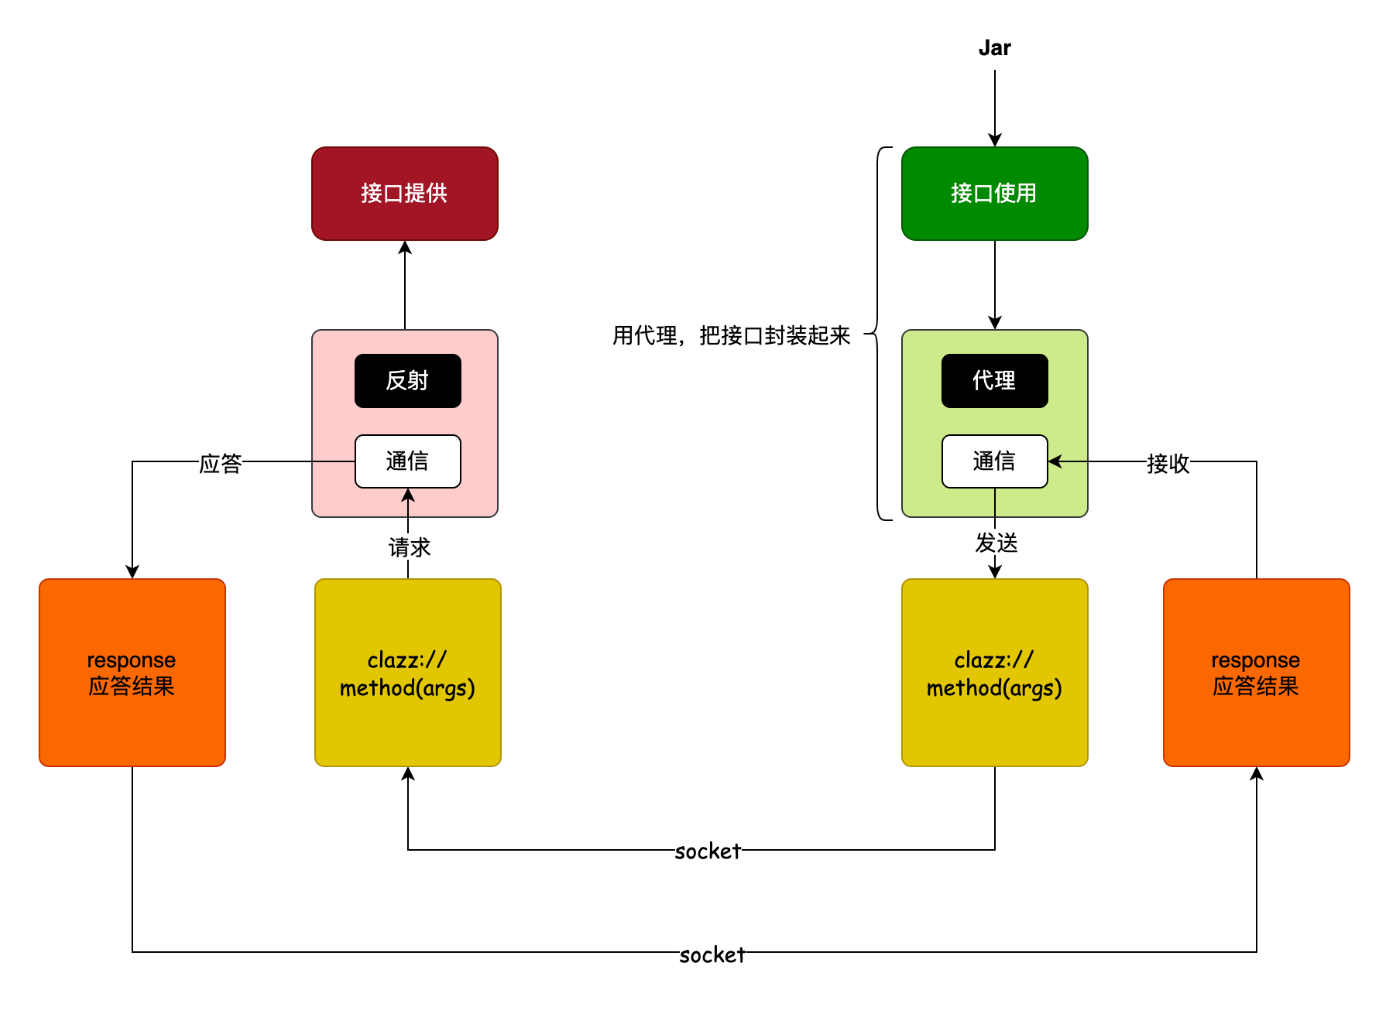 Jar
接口提供
接口使用
用代理，把接口封装起来
反射
代理
应答
通信
通信
接收
请求
发送
response
应答结果
clazz://
method(args)
clazz://
method(args)
response
应答结果
socket
socket